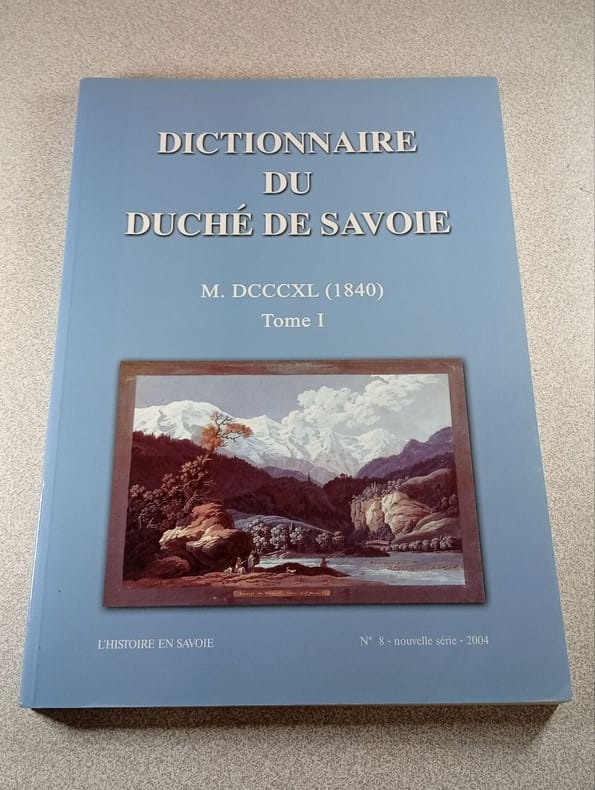 DICTIONNAIRE
DU
DUCHÉ DE SAVOIE
M. DCCCXL (1840)
Tome I
L'HISTOIRE EN SAVOIE
N° 8 - nouvelle série - 2004